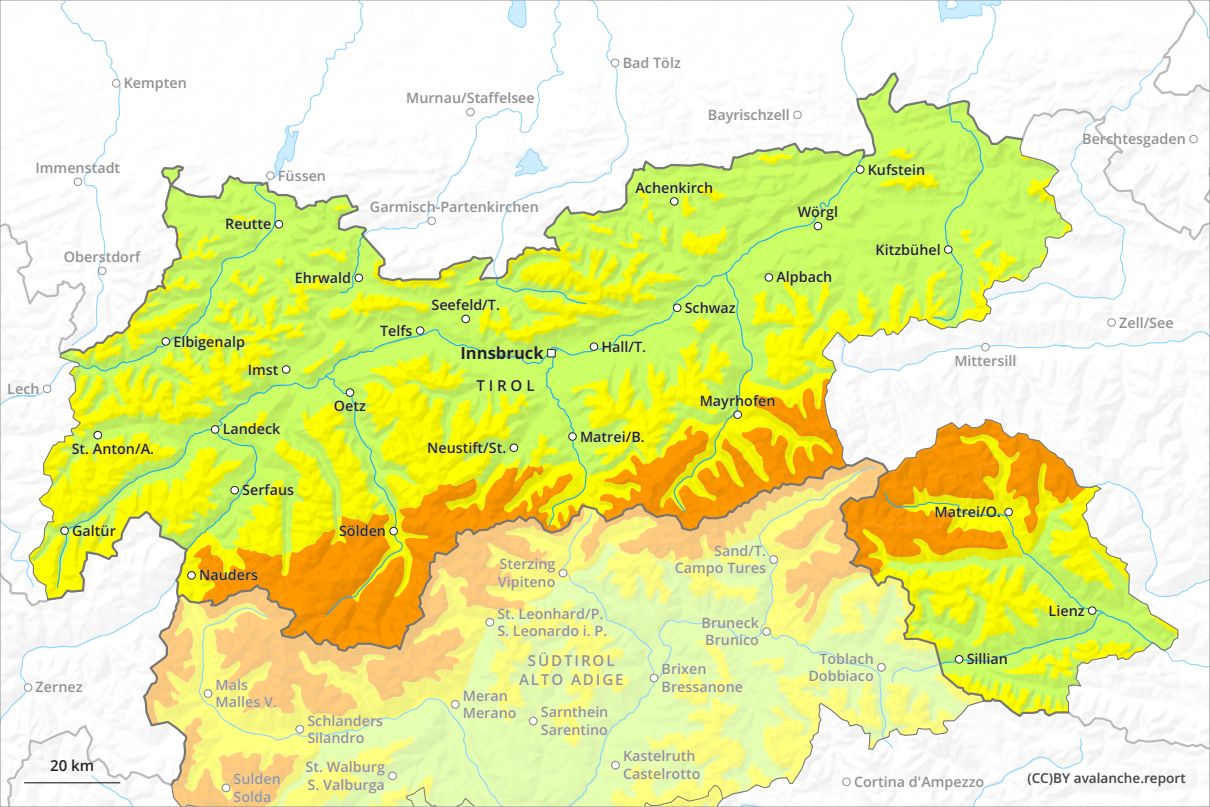 Kempten
Bad Tölz
Murnau/Staffelsee
Bayrischzell
Berchtesgaden
Immenstadt
Füssen
Kufstein
Achenkirch
Garmisch-Partenkirchen
Wörgl
Reutte
Oberstdorf
Kitzbühel
Ehrwald
Alpbach
Seefeld/T.
Schwaz
Telfs
Zell/See
Elbigenalp
Innsbruck
Hall/T.
Mittersill
Imst
TIROL
Lech
Oetz
Mayrhofen
Landeck
St. Anton/A.
Neustift/St.
Matrei/B.
Serfaus
Matrei/O.
Galtür
Sölden
Sterzing
Vipiteno
Sand/T.
Campo Tures
Nauders
St. Leonhard/P.
S. Leonardo i. P.
Bruneck
Brunico
Lienz
SÜDTIROL
ALTO ADIGE
Toblach
Dobbiaco
Sillian
Zernez
Mals
Malles V.
Brixen
Bressanone
Meran
Merano
Sarnthein
Sarentino
Schlanders
Silandro
St. Walburg
S. Valburga
Kastelruth
Castelrotto
Sulden
Solda
Cortina d'Ampezzo
20 km
(CC)BY avalanche.report